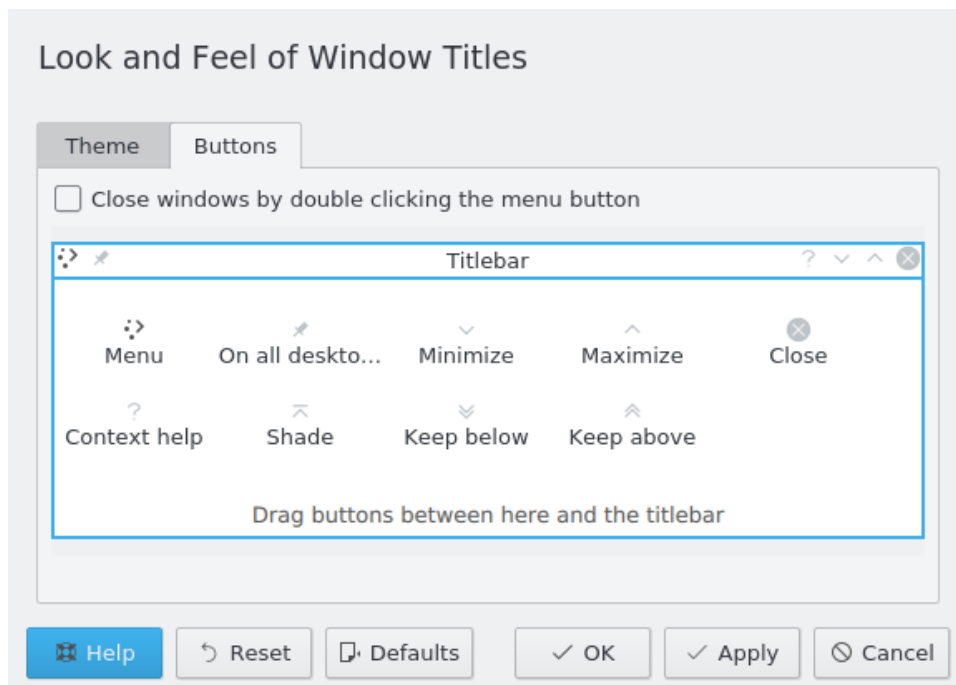 Look and Feel of Window Titles
Theme Buttons
Close windows by double clicking the menu button
Titlebar ?
Menu On all deskto... Minimize Maximize Close
?
Context help Shade Keep below Keep above
Drag buttons between here and the titlebar
Help Reset Defaults OK Apply Cancel